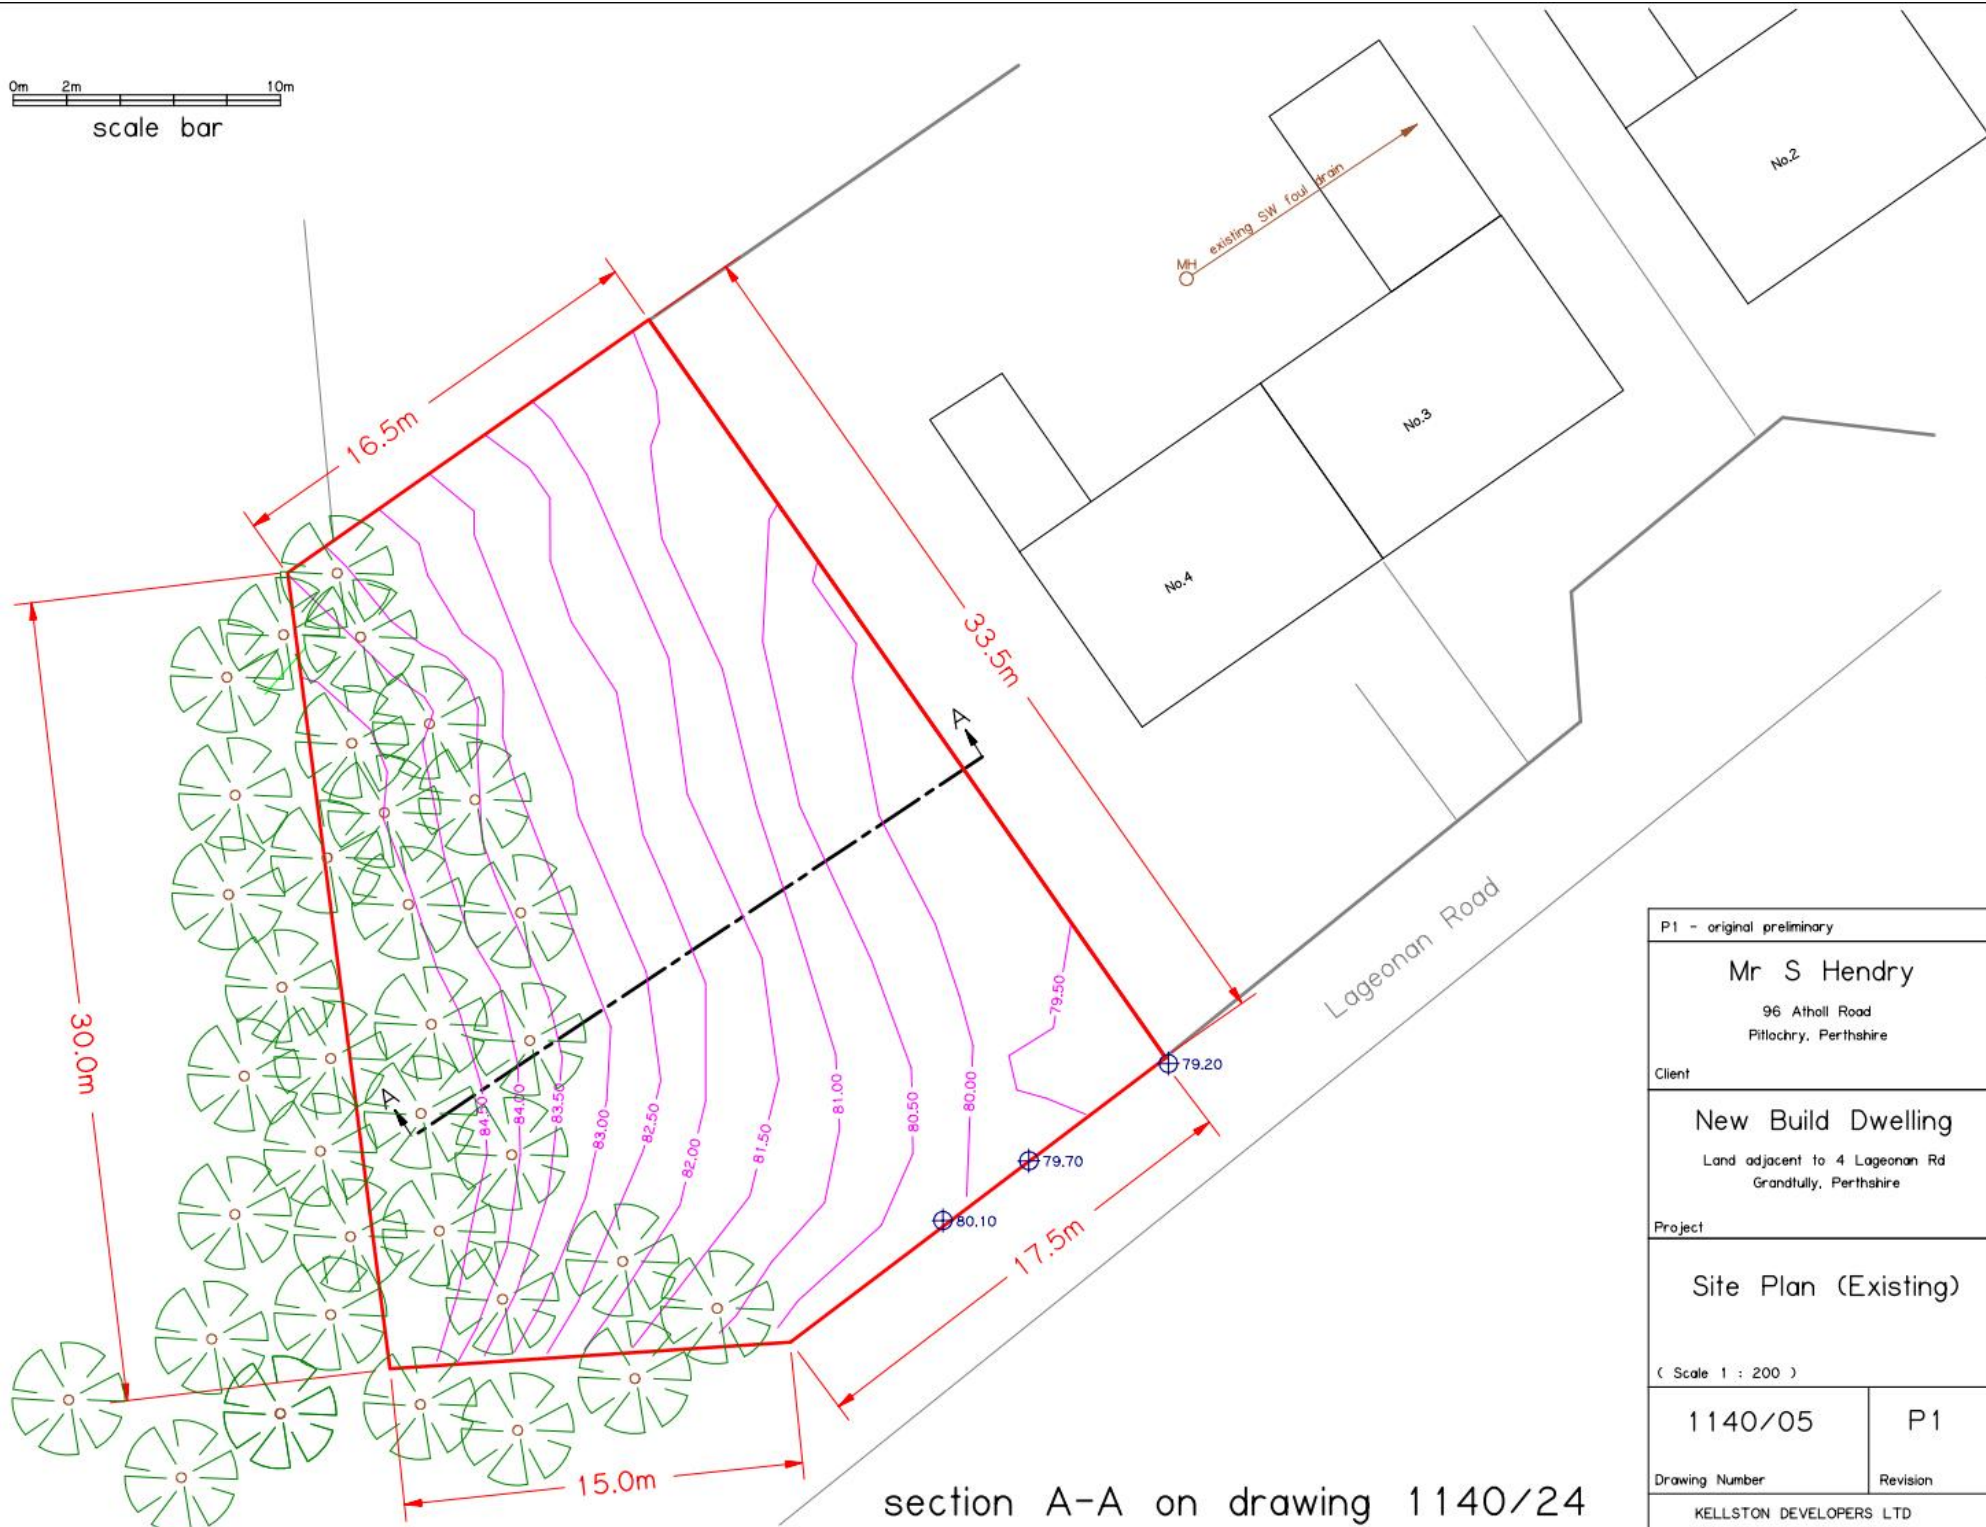 0m 2m 10m
scale bar
MH existing SW foul drain
No.2
No.3
No.4
16.5m
33.5m
30.0m
15.0m
17.5m
A
A
84.50
84.00
83.50
83.00
82.50
82.00
81.50
81.00
80.50
80.00
79.50
79.20
79.70
80.10
Lageonan Road
section A-A on drawing 1140/24
P1 - original preliminary
Mr S Hendry
96 Atholl Road
Pitlochry, Perthshire
Client
New Build Dwelling
Land adjacent to 4 Lageonan Rd
Grandtully, Perthshire
Project
Site Plan (Existing)
( Scale 1 : 200 )
1140/05
P1
Drawing Number
Revision
KELLSTON DEVELOPERS LTD